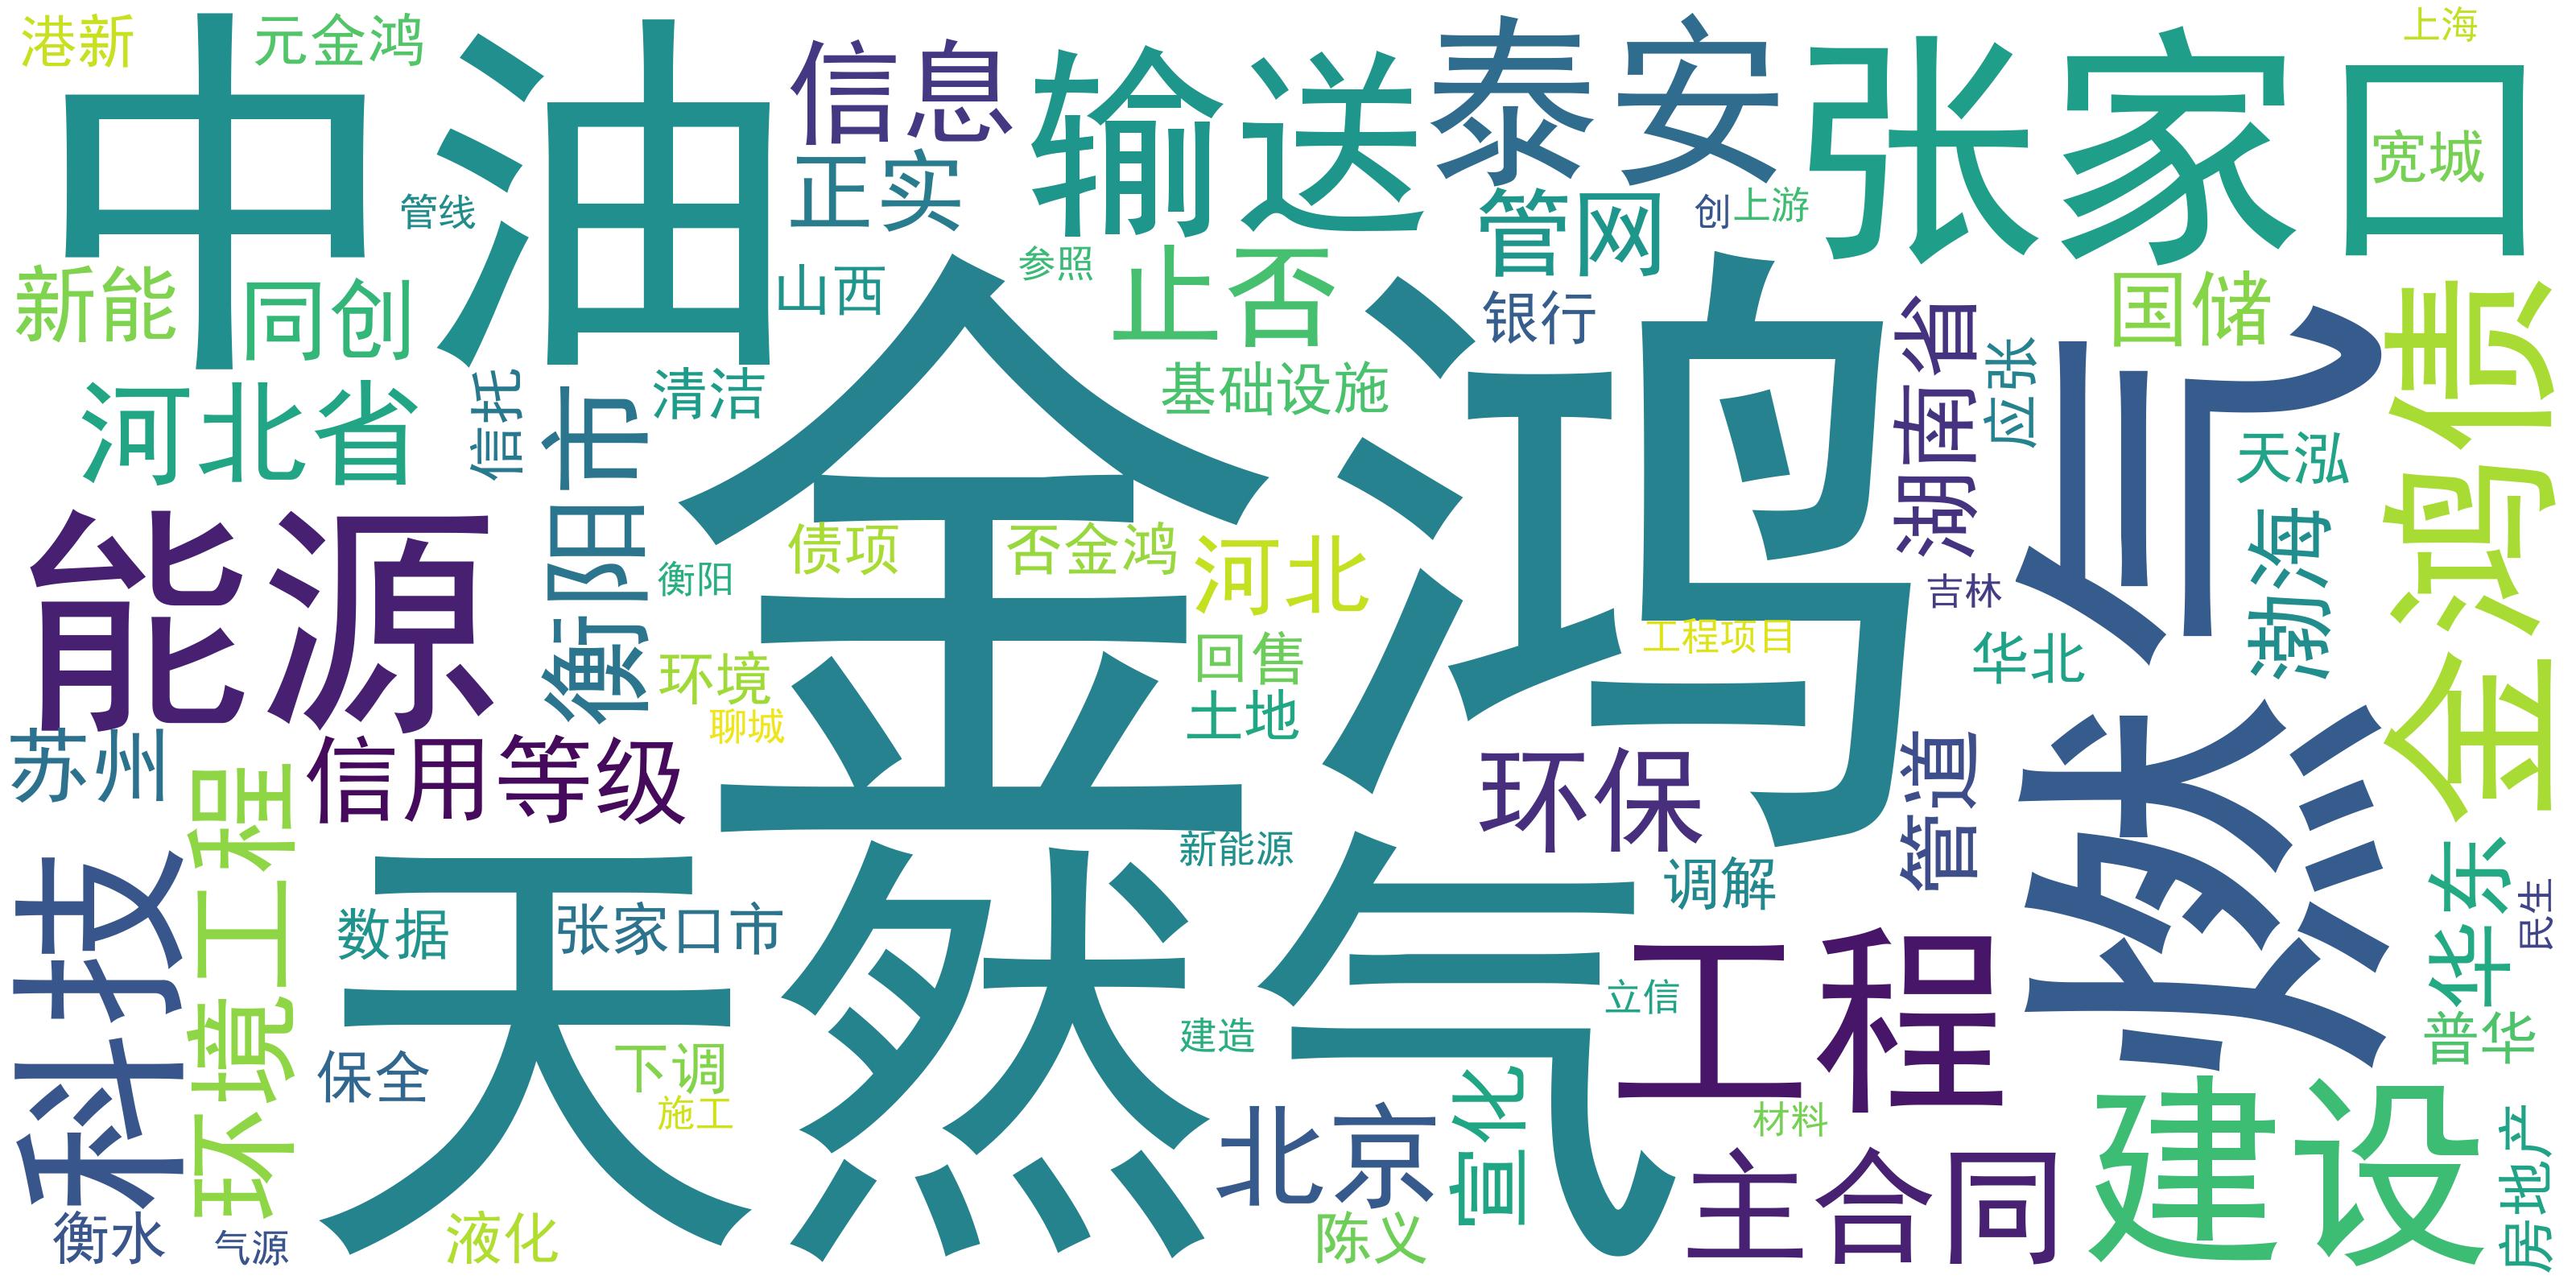 港新
元金鸿
中油
信息
输送
泰安
张家口
上海
宽城
正实
管线
管网
创
上游
新能
同创
山西
参照
止否
银行
国储
金鸿债
金鸿
燃气
湖南省
应张
河北省
信托
衡阳市
清洁
基础设施
天泓
能源
债项
否金鸿
河北
渤海
衡阳
吉林
工程项目
华北
回售
环境
聊城
土地
苏州
信用等级
环保
管道
环境工程
科技
天然气
新能源
调解
华东
民生
数据
张家口市
工程
立信
建造
普华
保全
下调
施工
北京
宣化
材料
主合同
建设
房地产
衡水
气源
液化
陈义